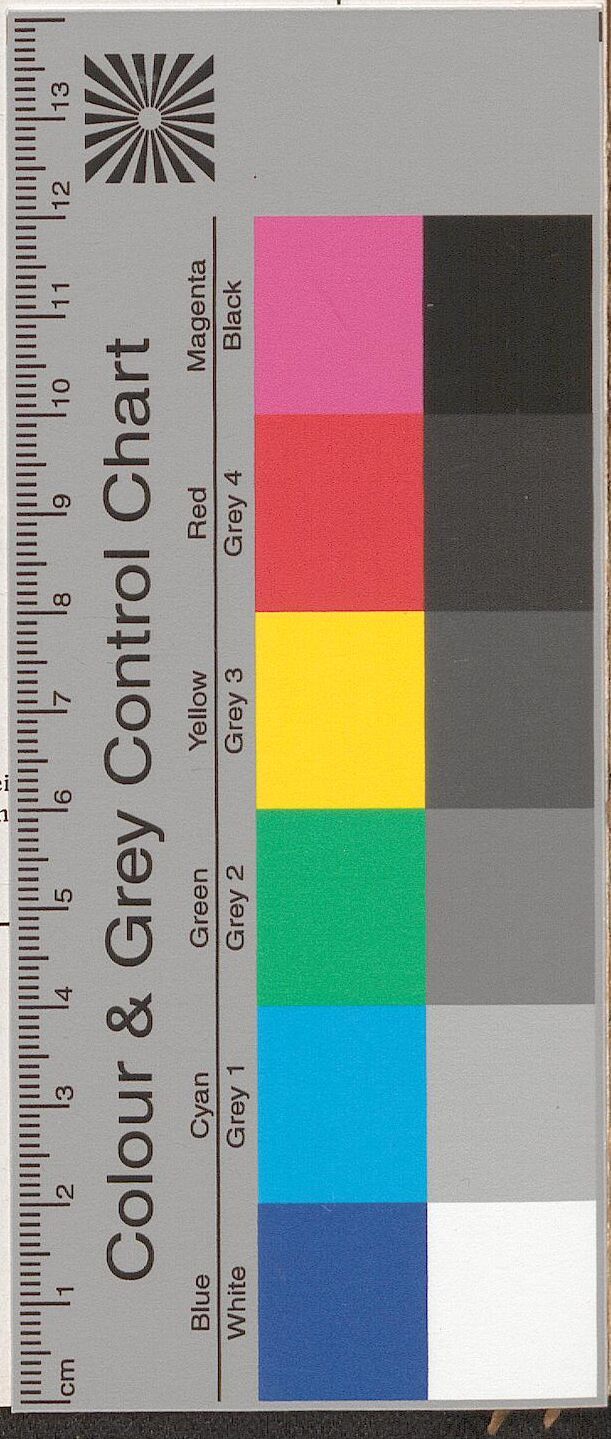 Colour & Grey Control Chart
Blue Cyan Green Yellow Red Magenta
White Grey 1 Grey 2 Grey 3 Grey 4 Black
cm 1 2 3 4 5 6 7 8 9 10 11 12 13